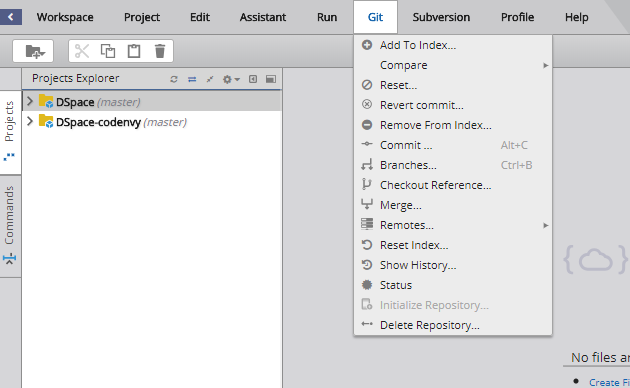 Workspace Project Edit Assistant Run Git Subversion Profile Help
Projects Explorer
DSpace (master)
DSpace-codenvy (master)
Projects
Commands
Add To Index...
Compare
Reset...
Revert commit...
Remove From Index...
Commit ... Alt+C
Branches... Ctrl+B
Checkout Reference...
Merge...
Remotes...
Reset Index...
Show History...
Status
Initialize Repository...
Delete Repository...
No files
Create